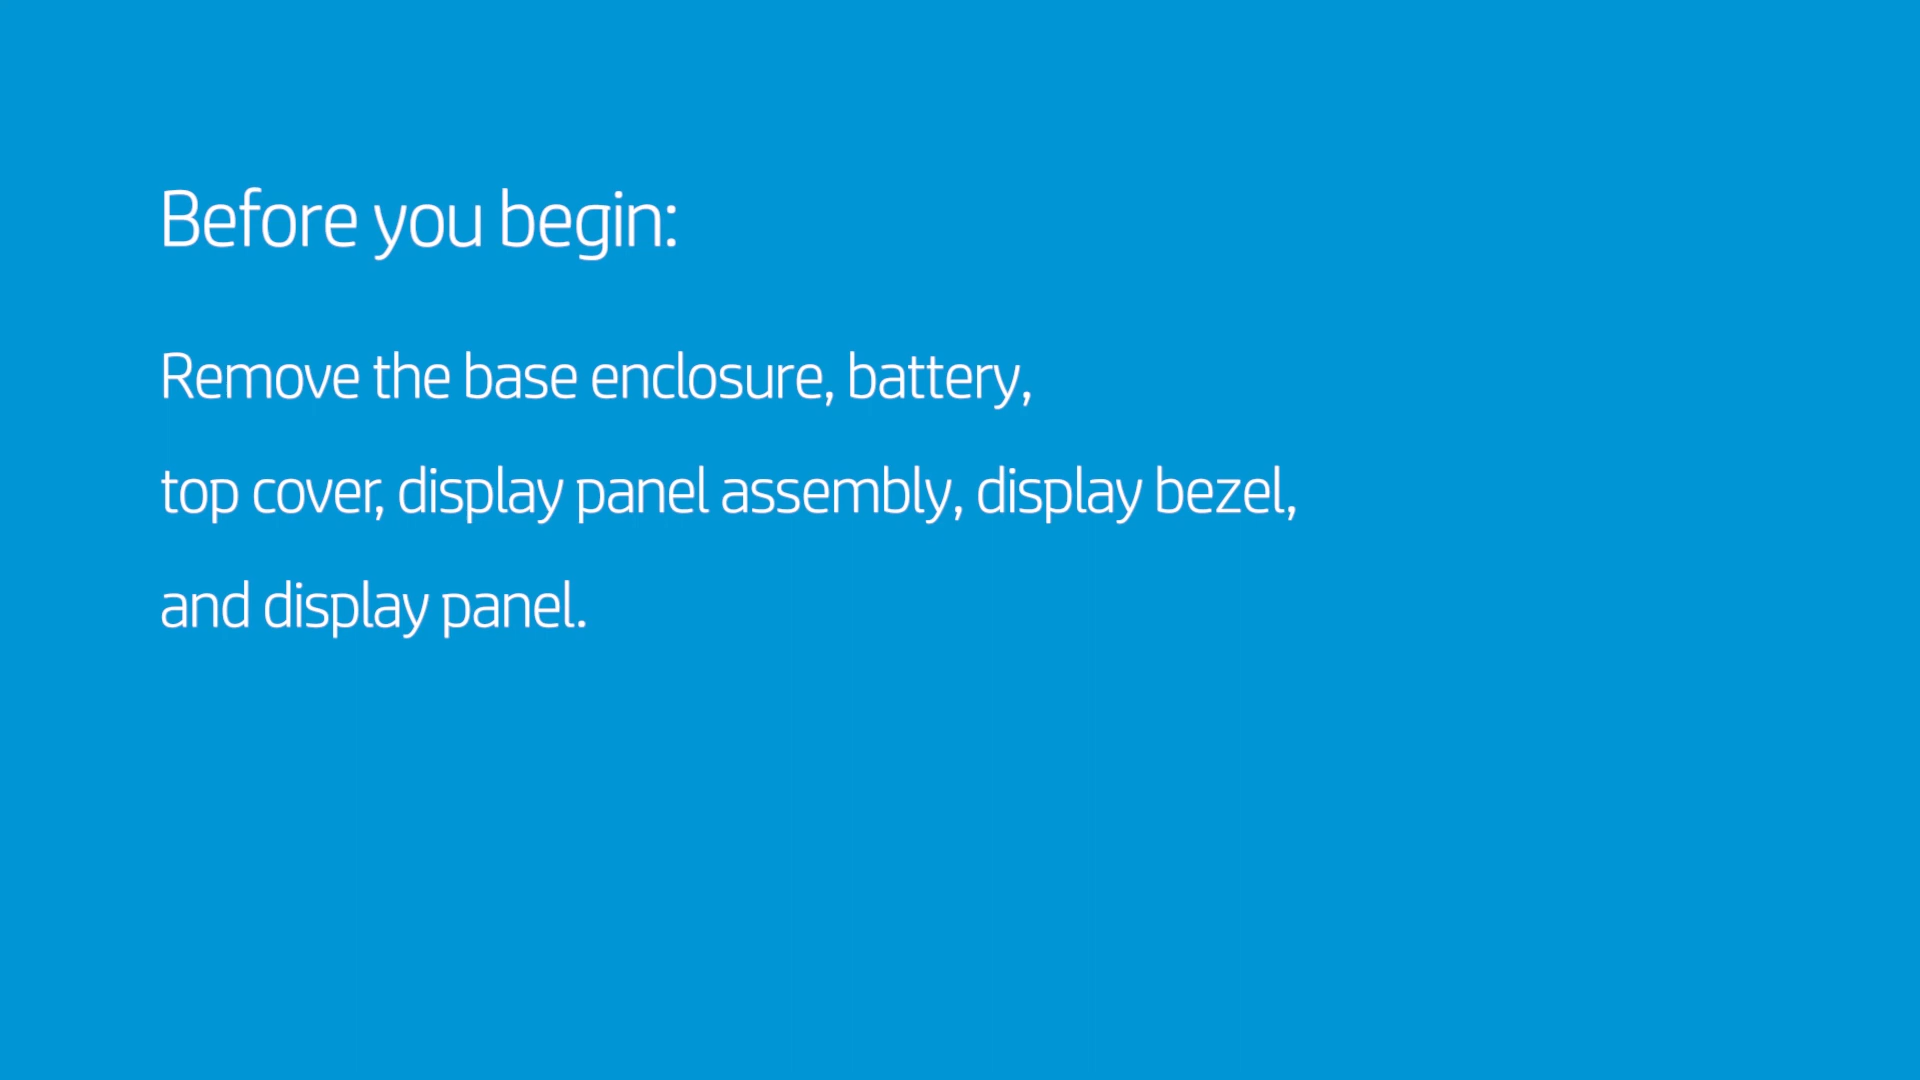 Before you begin:
Remove the base enclosure, battery,
top cover, display panel assembly, display bezel,
and display panel.